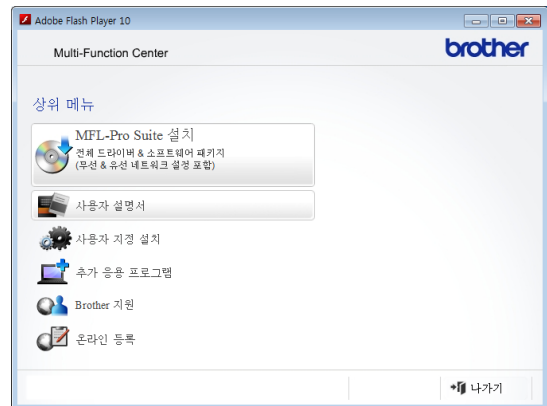 Adobe Flash Player 10
Multi-Function Center
brother
상위 메뉴
MFL-Pro Suite 설치
전체 드라이버 & 소프트웨어 패키지
(무선 & 유선 네트워크 설정 포함)
사용자 설명서
사용자 지정 설치
추가 응용 프로그램
Brother 지원
온라인 등록
나가기